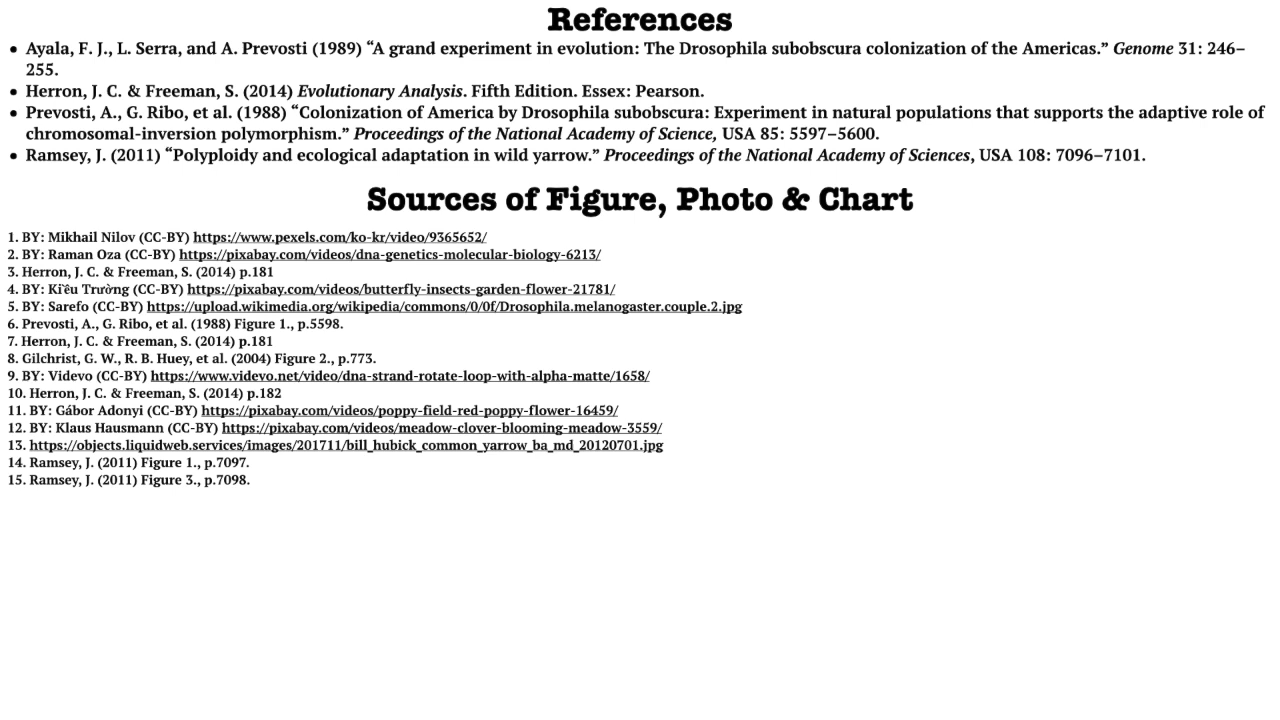 References
• Ayala, F. J., L. Serra, and A. Prevosti (1989) “A grand experiment in evolution: The Drosophila subobscura colonization of the Americas.” Genome 31: 246–
255.
• Herron, J. C. & Freeman, S. (2014) Evolutionary Analysis. Fifth Edition. Essex: Pearson.
• Prevosti, A., G. Ribo, et al. (1988) “Colonization of America by Drosophila subobscura: Experiment in natural populations that supports the adaptive role of
chromosomal-inversion polymorphism.” Proceedings of the National Academy of Science, USA 85: 5597–5600.
• Ramsey, J. (2011) “Polyploidy and ecological adaptation in wild yarrow.” Proceedings of the National Academy of Sciences, USA 108: 7096–7101.
Sources of Figure, Photo & Chart
1. BY: Mikhail Nilov (CC-BY) https://www.pexels.com/ko-kr/video/9365652/
2. BY: Raman Oza (CC-BY) https://pixabay.com/videos/dna-genetics-molecular-biology-6213/
3. Herron, J. C. & Freeman, S. (2014) p.181
4. BY: Kiều Trường (CC-BY) https://pixabay.com/videos/butterfly-insects-garden-flower-21781/
5. BY: Sarefo (CC-BY) https://upload.wikimedia.org/wikipedia/commons/0/0f/Drosophila.melanogaster.couple.2.jpg
6. Prevosti, A., G. Ribo, et al. (1988) Figure 1., p.5598.
7. Herron, J. C. & Freeman, S. (2014) p.181
8. Gilchrist, G. W., R. B. Huey, et al. (2004) Figure 2., p.773.
9. BY: Videvo (CC-BY) https://www.videvo.net/video/dna-strand-rotate-loop-with-alpha-matte/1658/
10. Herron, J. C. & Freeman, S. (2014) p.182
11. BY: Gábor Adonyi (CC-BY) https://pixabay.com/videos/poppy-field-red-poppy-flower-16459/
12. BY: Klaus Hausmann (CC-BY) https://pixabay.com/videos/meadow-clover-blooming-meadow-3559/
13. https://objects.liquidweb.services/images/201711/bill_hubick_common_yarrow_ba_md_20120701.jpg
14. Ramsey, J. (2011) Figure 1., p.7097.
15. Ramsey, J. (2011) Figure 3., p.7098.